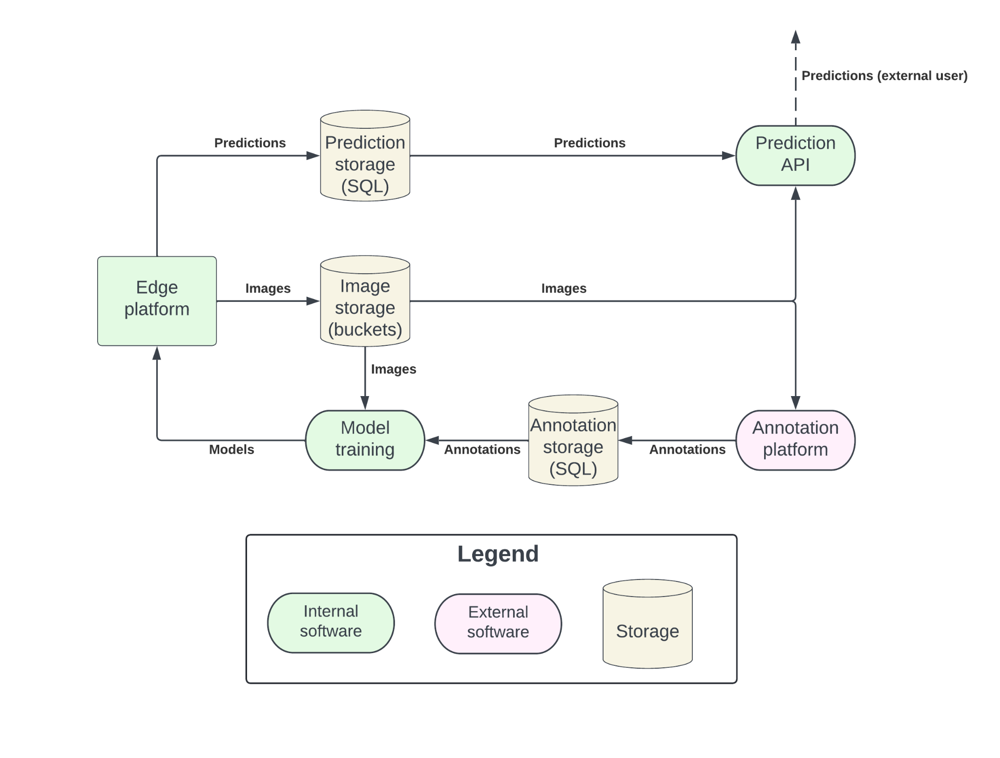 Predictions (external user)
Predictions
Prediction
storage
(SQL)
Predictions
Prediction
API
Edge
platform
Images
Image
storage
(buckets)
Images
Images
Models
Model
training
Annotations
Annotation
storage
(SQL)
Annotations
Annotation
platform
Legend
Internal
software
External
software
Storage